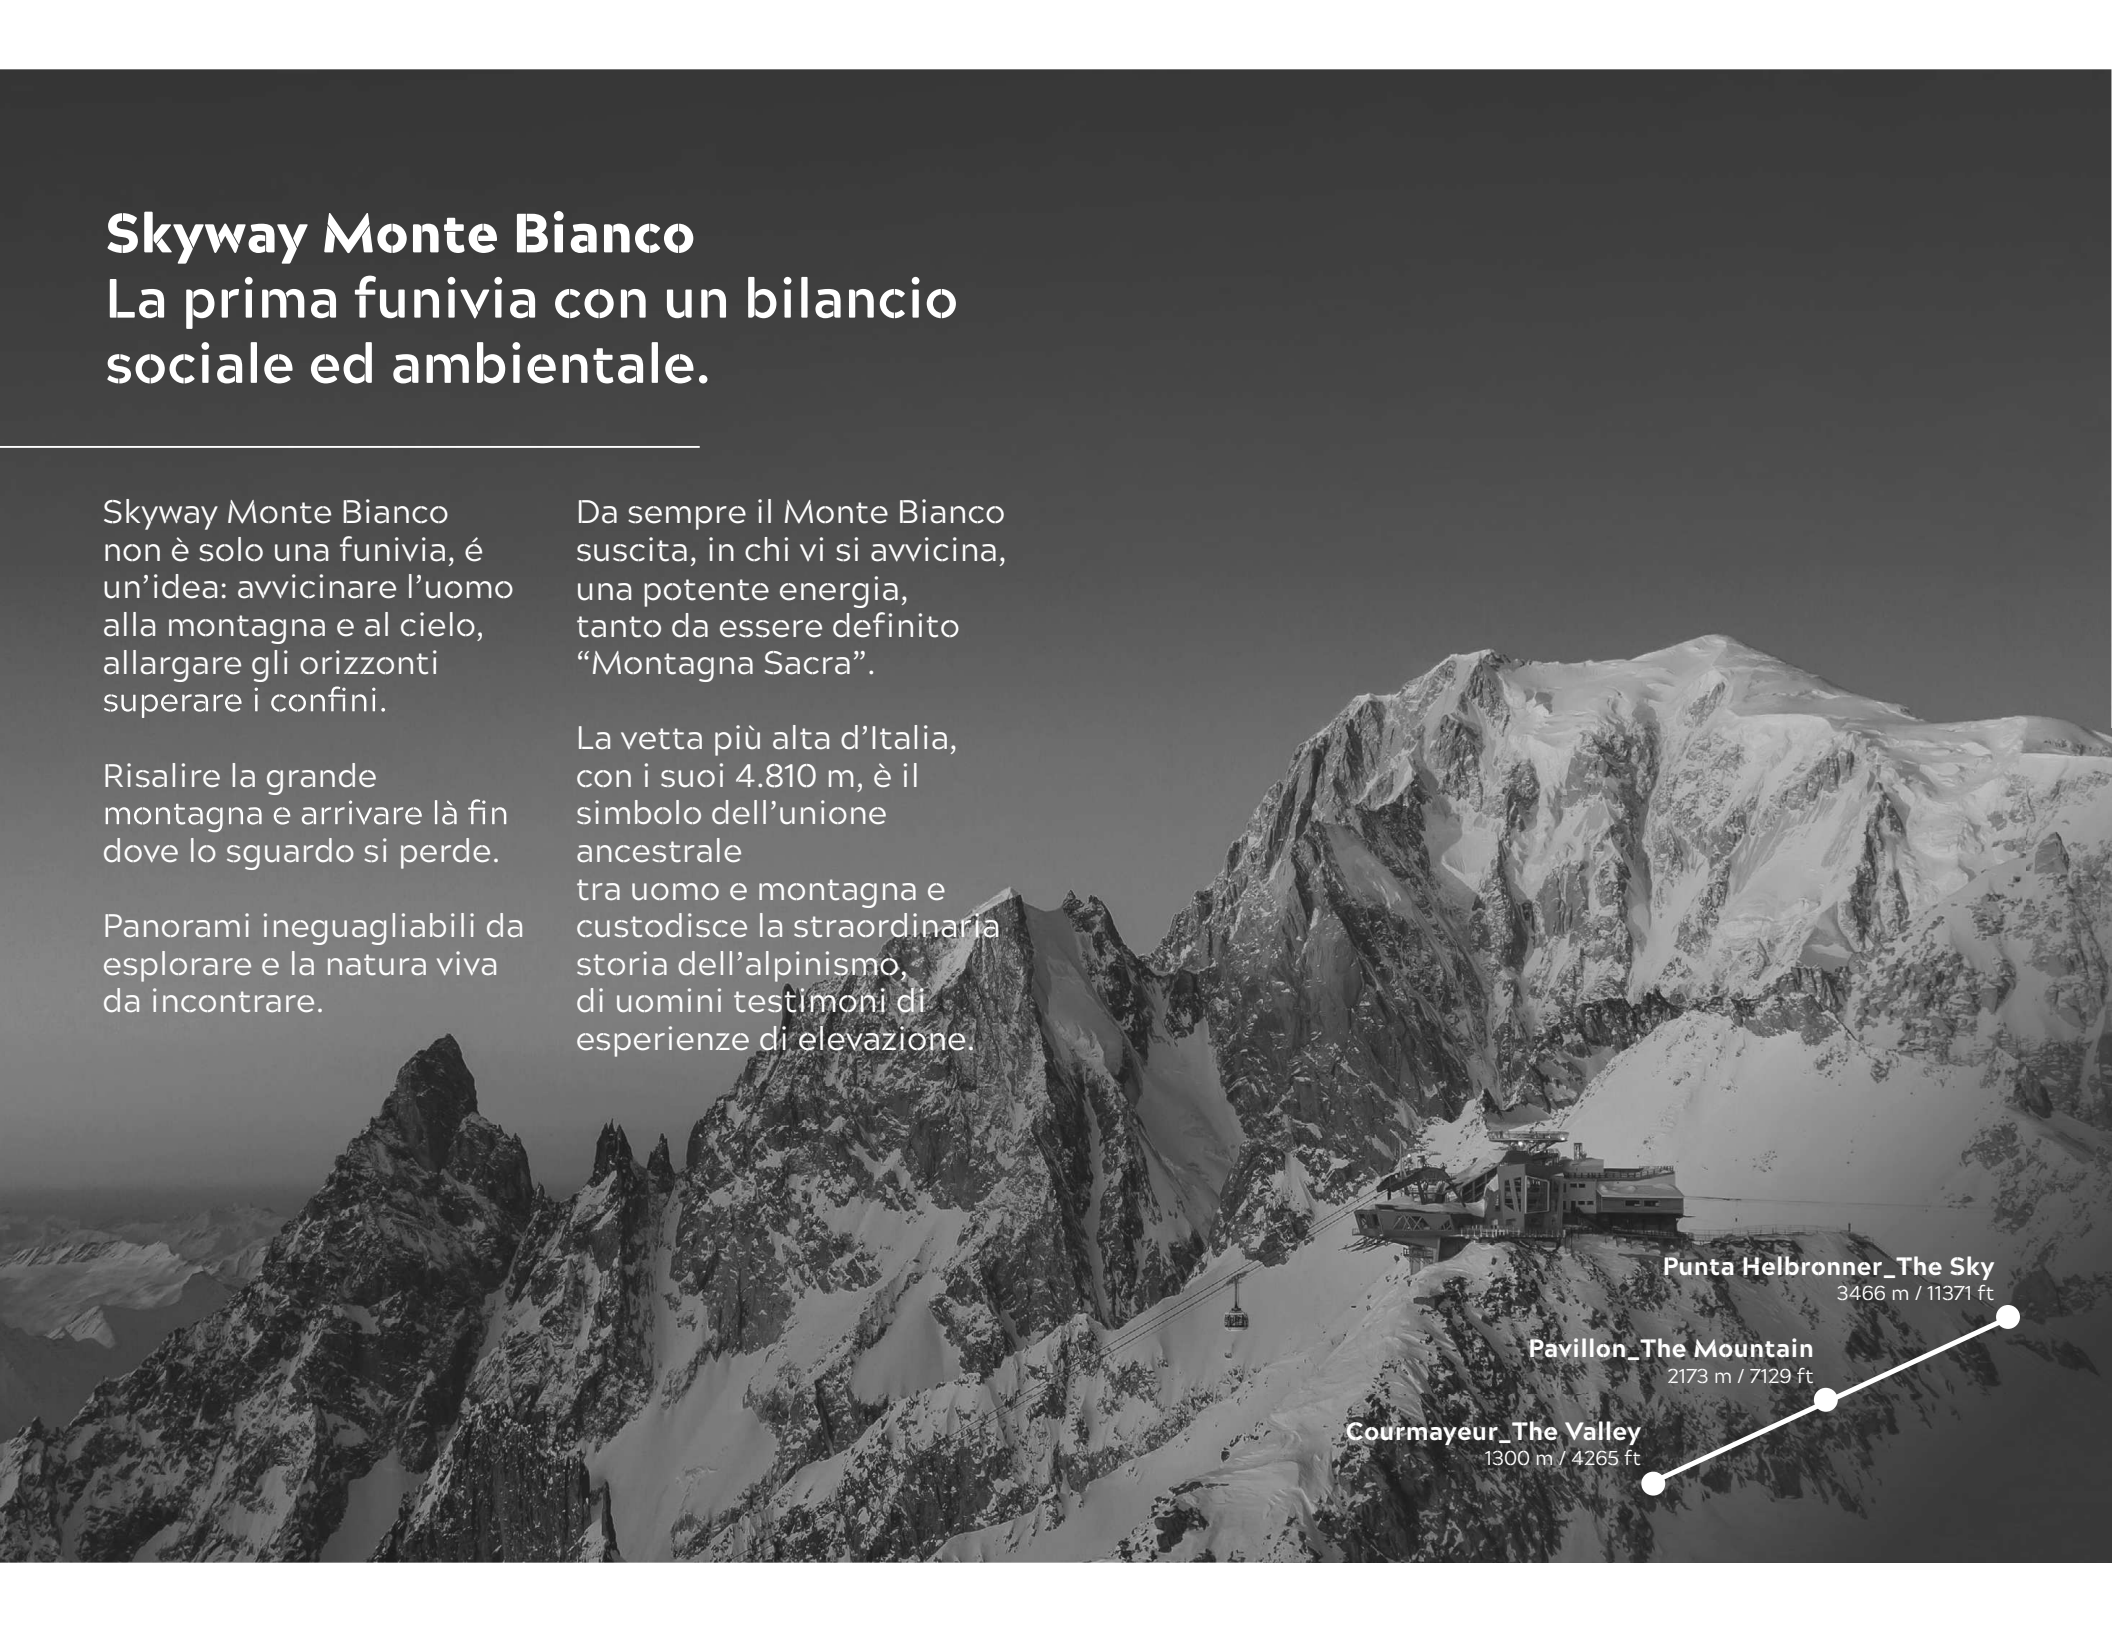 Skyway Monte Bianco
La prima funivia con un bilancio
sociale ed ambientale.
Skyway Monte Bianco
non è solo una funivia, é
un’idea: avvicinare l’uomo
alla montagna e al cielo,
allargare gli orizzonti
superare i confini.
Risalire la grande
montagna e arrivare là fin
dove lo sguardo si perde.
Panorami ineguagliabili da
esplorare e la natura viva
da incontrare.
Da sempre il Monte Bianco
suscita, in chi vi si avvicina,
una potente energia,
tanto da essere definito
“Montagna Sacra”.
La vetta più alta d’Italia,
con i suoi 4.810 m, è il
simbolo dell’unione
ancestrale
tra uomo e montagna e
custodisce la straordinaria
storia dell’alpinismo,
di uomini testimoni di
esperienze di elevazione.
Punta Helbronner_The Sky
3466 m / 11371 ft
Pavillon_The Mountain
2173 m / 7129 ft
Courmayeur_The Valley
1300 m / 4265 ft